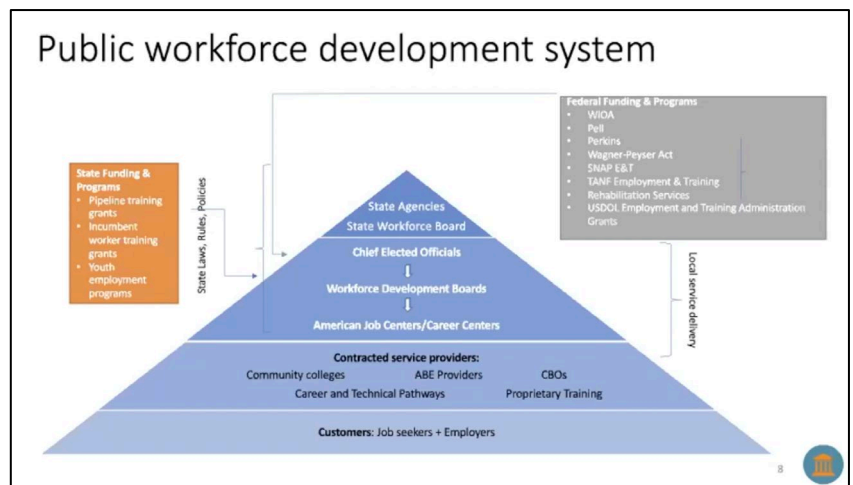 Public workforce development system
Federal Funding & Programs
• WIOA
• Pell
• Perkins
• Wagner-Peyser Act
• SNAP E&T
• TANF Employment & Training
• Rehabilitation Services
• USDOL Employment and Training Administration
Grants
State Funding &
Programs
• Pipeline training
grants
• Incumbent
worker training
grants
• Youth
employment
programs
State Laws, Rules, Policies
State Agencies
State Workforce Board
Chief Elected Officials
Workforce Development Boards
American Job Centers/Career Centers
Local service delivery
Contracted service providers:
Community colleges ABE Providers CBOs
Career and Technical Pathways Proprietary Training
Customers: Job seekers + Employers
8